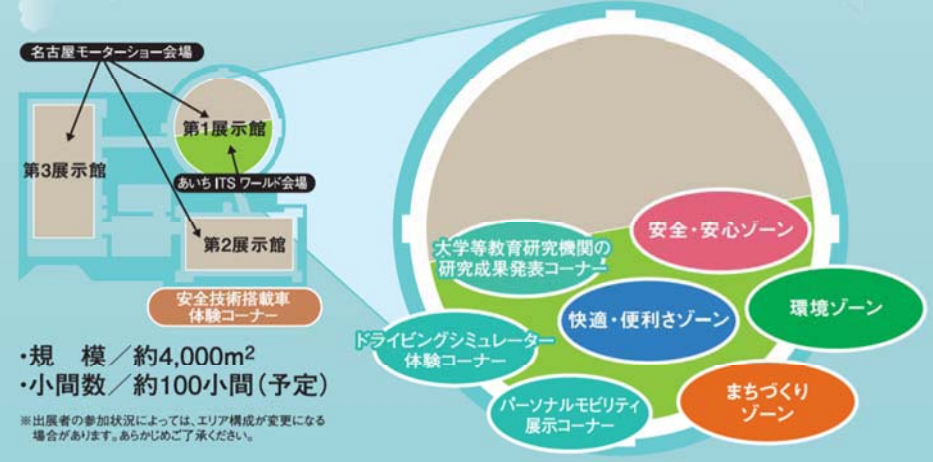 名古屋モーターショー会場
第1展示館
第3展示館
あいちITSワールド会場
第2展示館
安全技術搭載車
体験コーナー
・規　模／約4,000m²
・小間数／約100小間（予定）
※出展者の参加状況によっては、エリア構成が変更になる
場合があります。あらかじめご了承ください。
安全・安心ゾーン
大学等教育研究機関の
研究成果発表コーナー
快適・便利さゾーン
環境ゾーン
ドライビングシミュレーター
体験コーナー
まちづくり
ゾーン
パーソナルモビリティ
展示コーナー